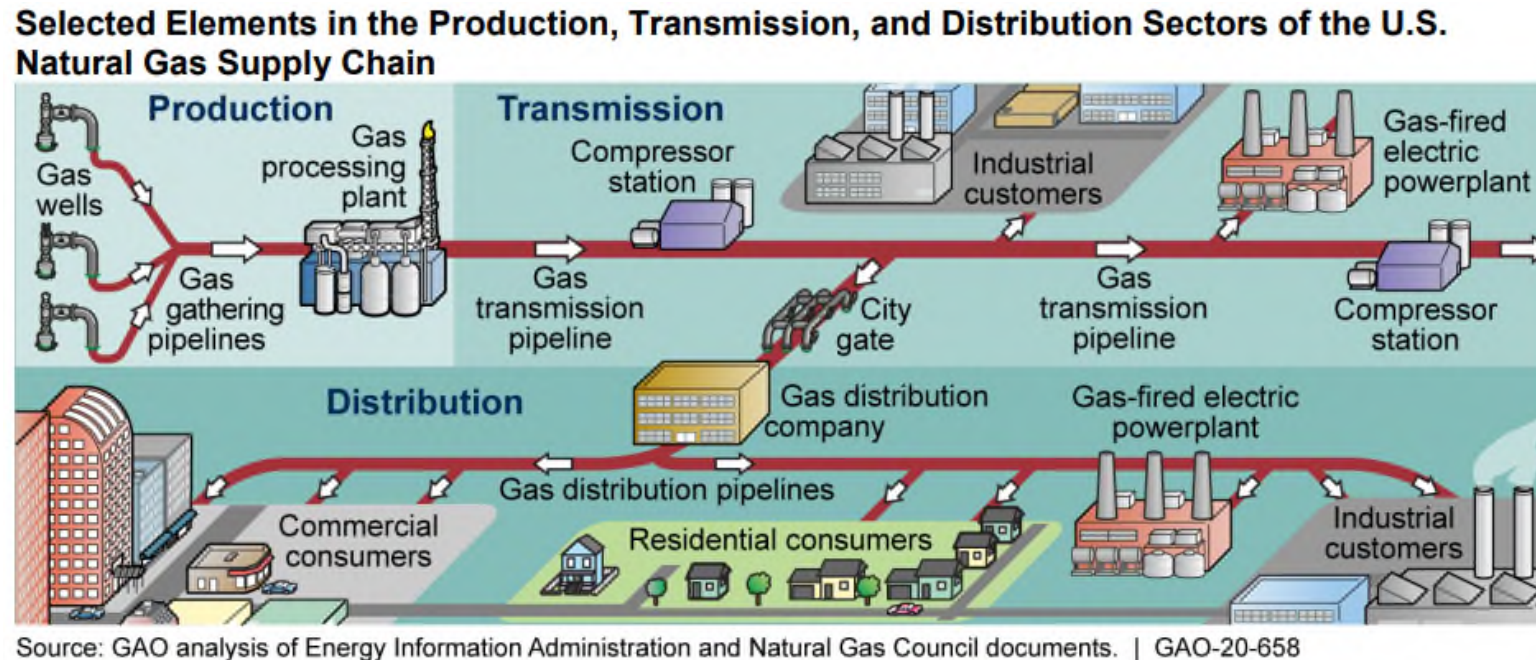 Selected Elements in the Production, Transmission, and Distribution Sectors of the U.S.
Natural Gas Supply Chain
Production
Gas
wells
Gas
processing
plant
Gas
gathering
pipelines
Transmission
Compressor
station
Gas
transmission
pipeline
Industrial
customers
City
gate
Gas
transmission
pipeline
Gas-fired
electric
powerplant
Compressor
station
Distribution
Gas distribution
company
Gas-fired electric
powerplant
Gas distribution pipelines
Commercial
consumers
Residential consumers
Industrial
customers
Source: GAO analysis of Energy Information Administration and Natural Gas Council documents. | GAO-20-658